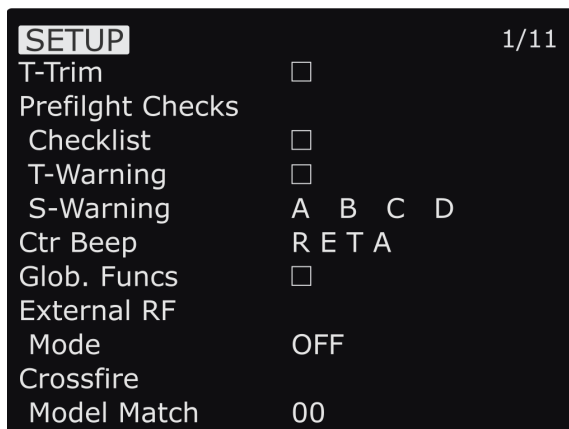 SETUP 1/11
T-Trim
Prefilght Checks
Checklist
T-Warning
S-Warning A B C D
Ctr Beep R E T A
Glob. Funcs
External RF
Mode OFF
Crossfire
Model Match 00